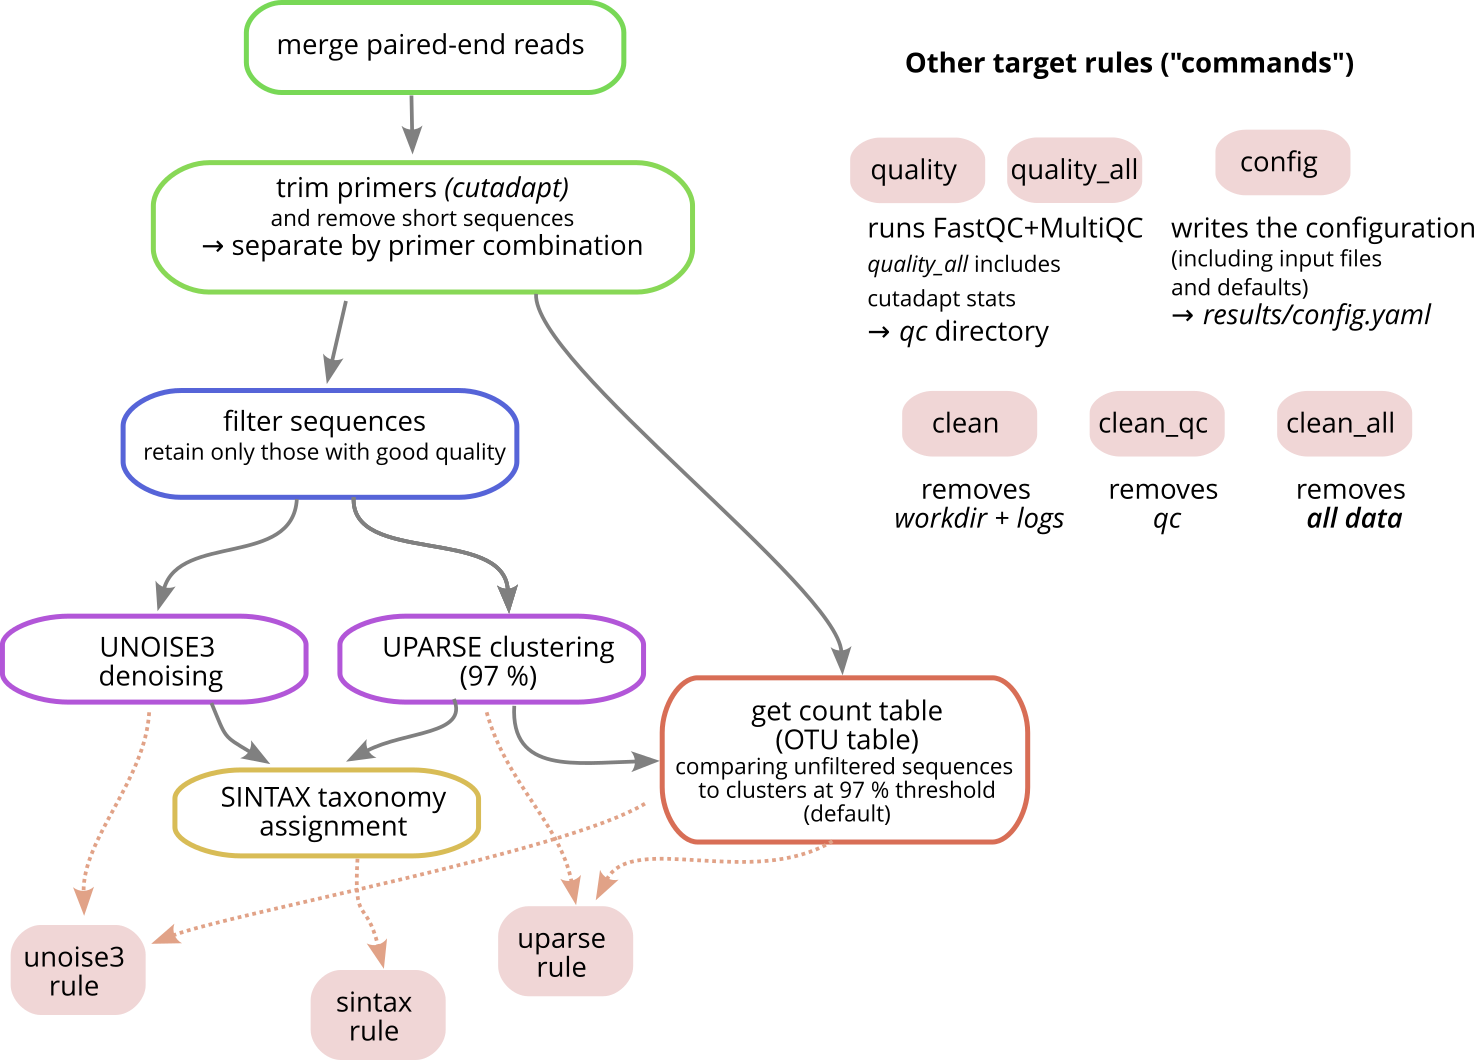 merge paired-end reads
trim primers (cutadapt)
and remove short sequences
→ separate by primer combination
filter sequences
retain only those with good quality
UNOISE3
denoising
UPARSE clustering
(97 %)
SINTAX taxonomy
assignment
get count table
(OTU table)
comparing unfiltered sequences
to clusters at 97 % threshold
(default)
unoise3
rule
sintax
rule
uparse
rule
Other target rules ("commands")
quality
quality_all
runs FastQC+MultiQC
quality_all includes
cutadapt stats
→ qc directory
config
writes the configuration
(including input files
and defaults)
→ results/config.yaml
clean
removes
workdir + logs
clean_qc
removes
qc
clean_all
removes
all data